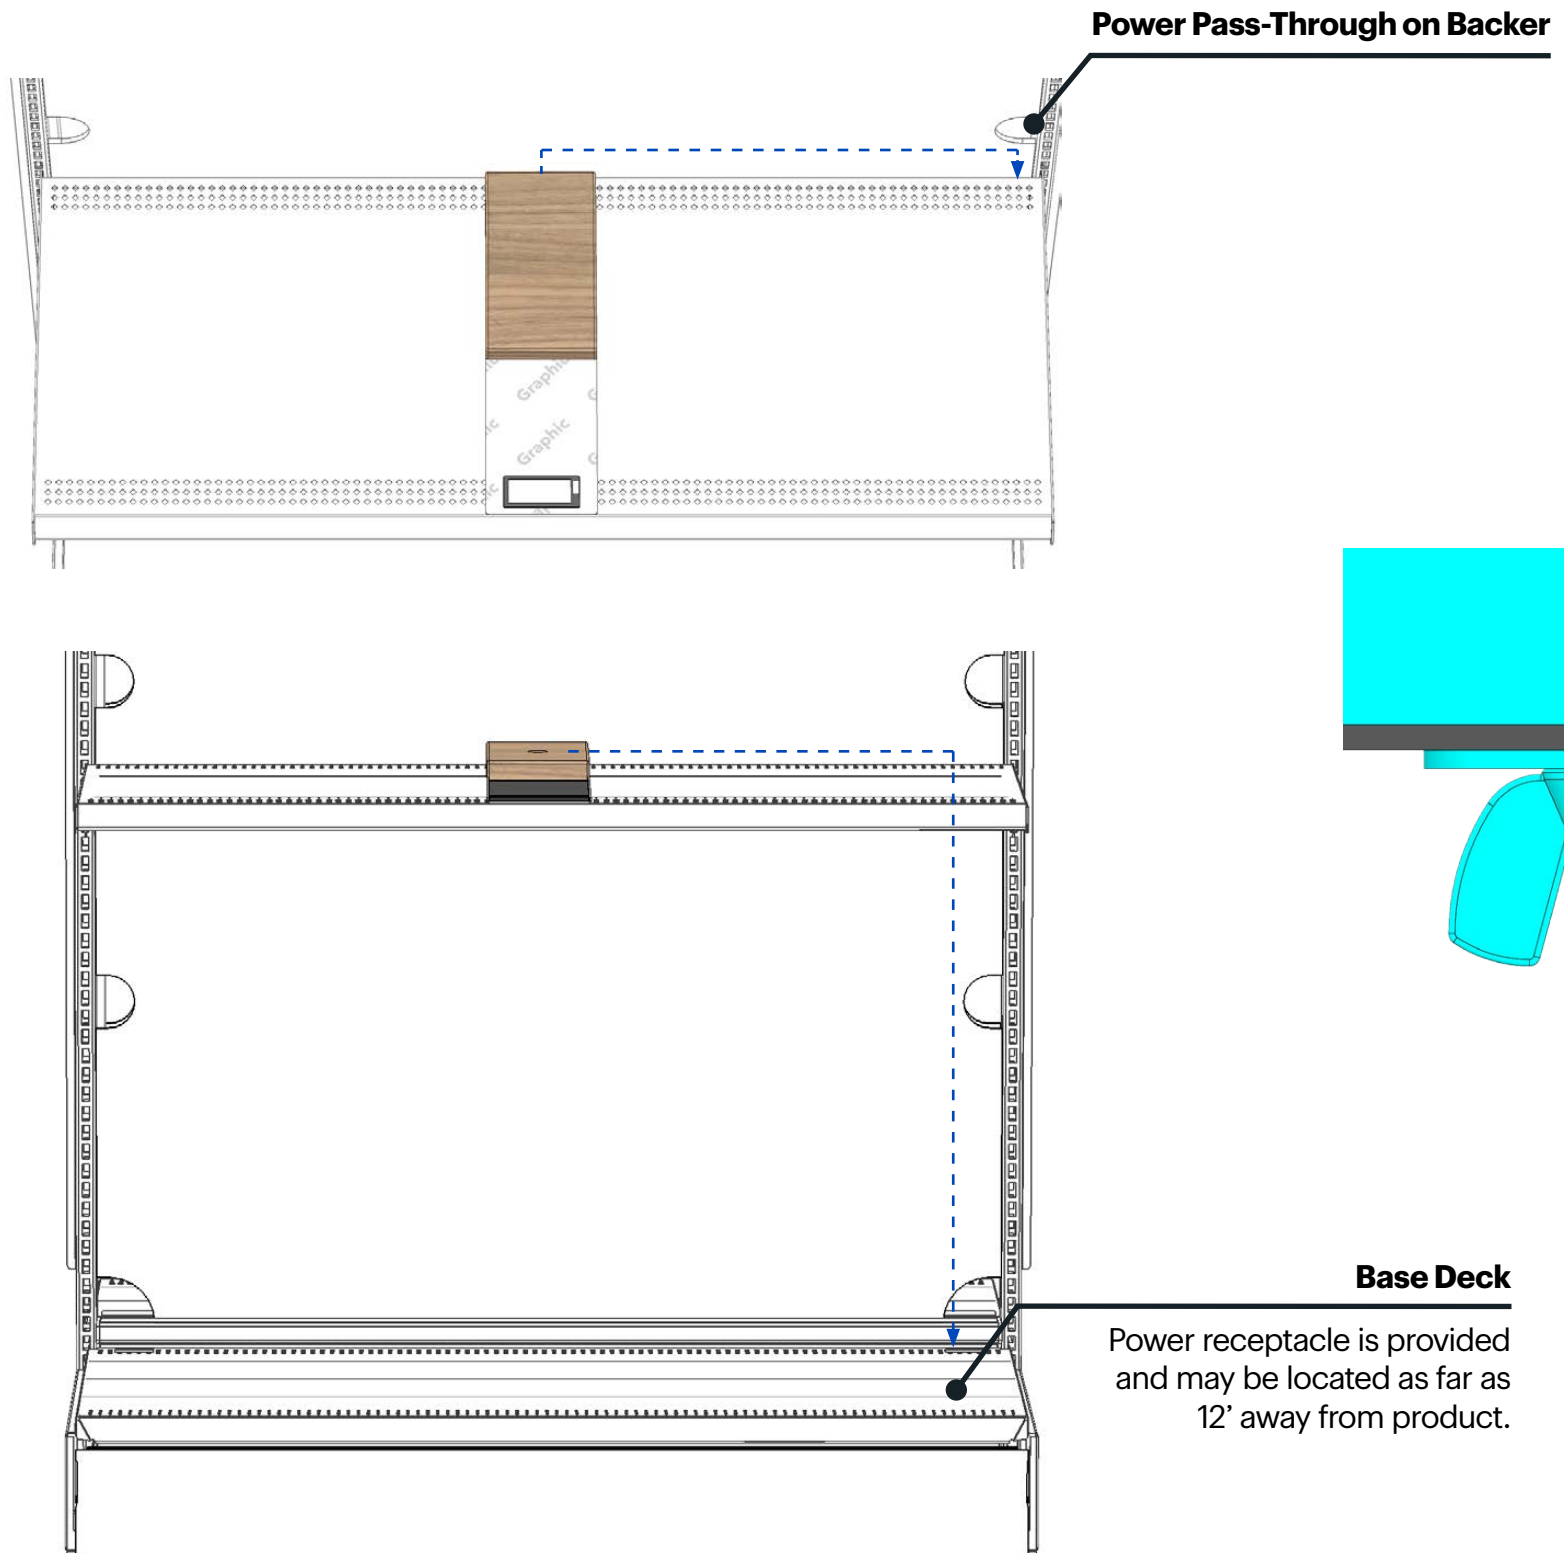 Power Pass-Through on Backer
Graphic
Graphic
Base Deck
Power receptacle is provided
and may be located as far as
12’ away from product.